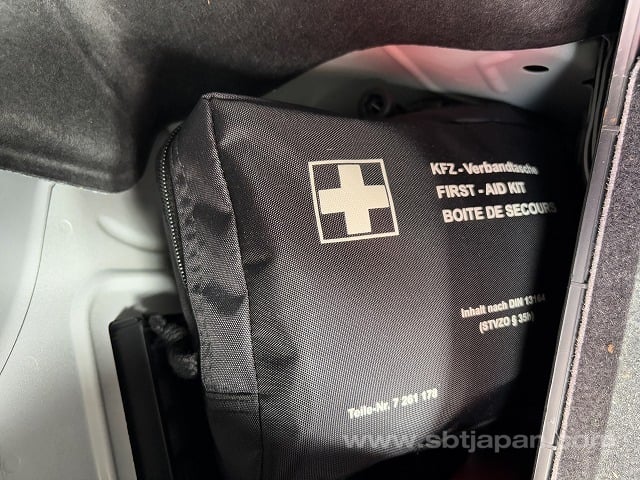 KFZ-Verbandtasche
FIRST-AID KIT
BOITE DE SECOURS
Inhalt nach DIN 13164
(STVZO § 35h)
Teile-Nr. 7 261 178
www.sbtjapan.com